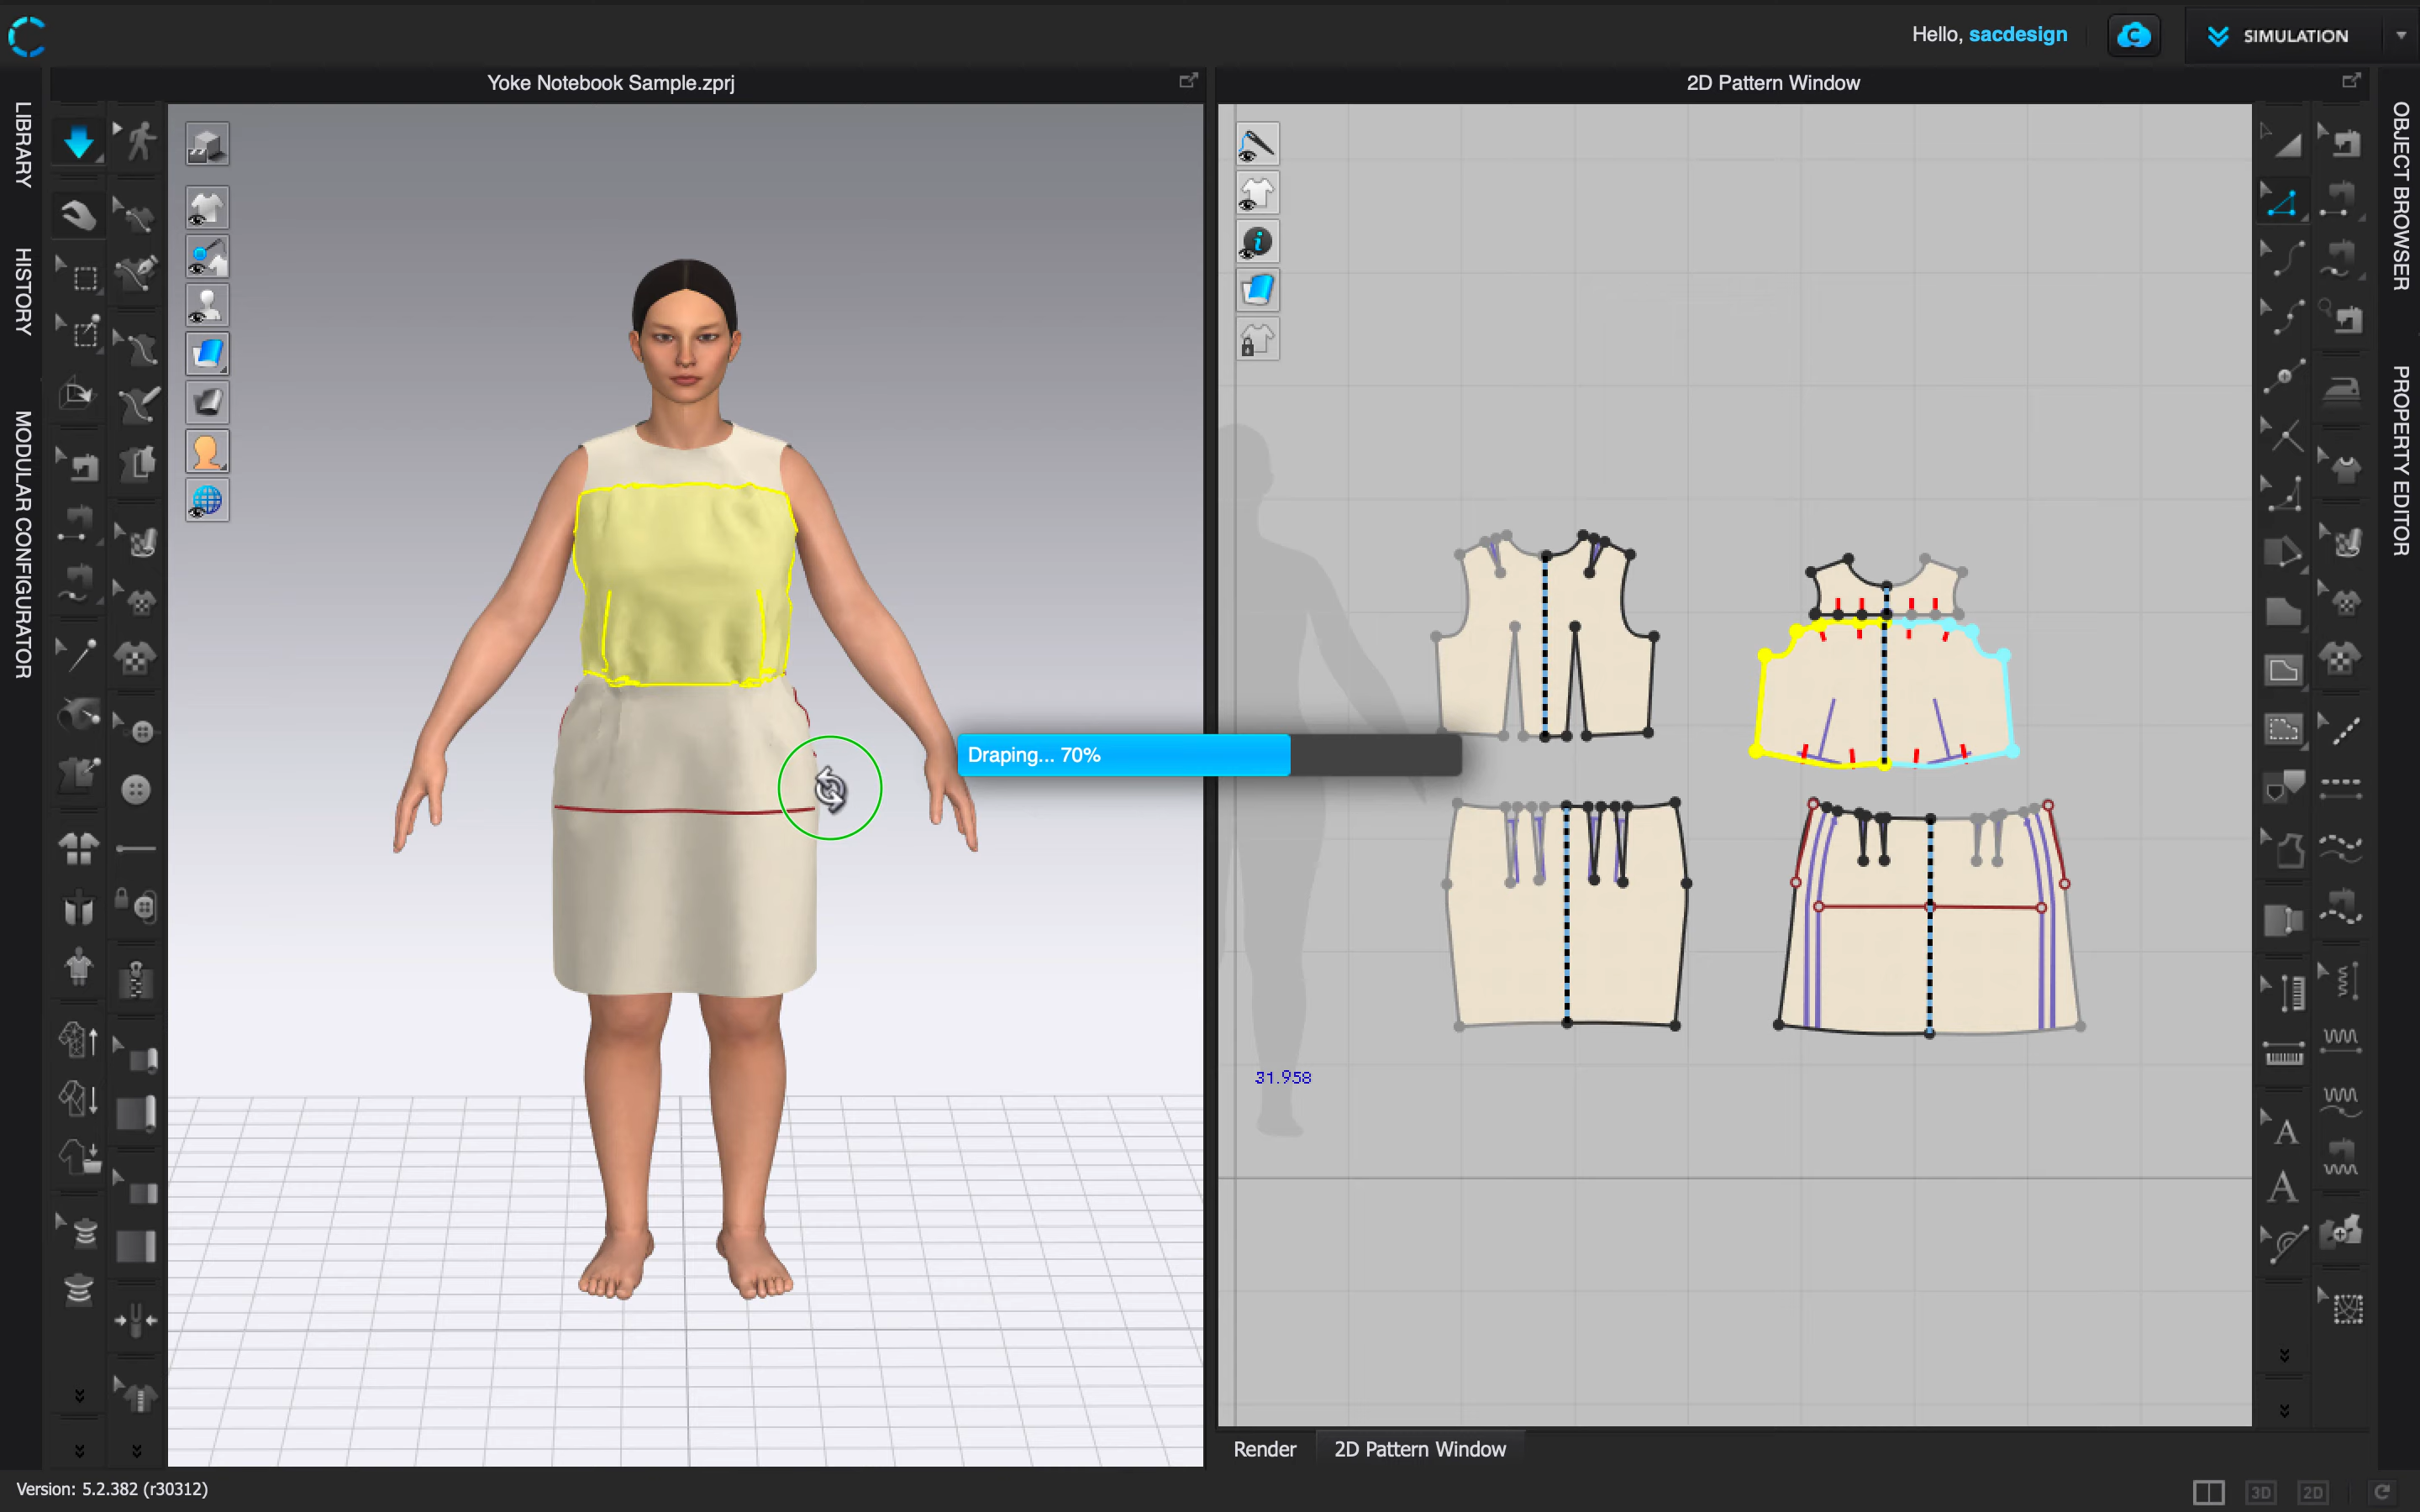 Hello, sacdesign
SIMULATION
Yoke Notebook Sample.zprj
2D Pattern Window
LIBRARY
HISTORY
MODULAR CONFIGURATOR
OBJECT BROWSER
PROPERTY EDITOR
Draping... 70%
31.958
A
A
Render
2D Pattern Window
Version: 5.2.382 (r30312)
3D
2D